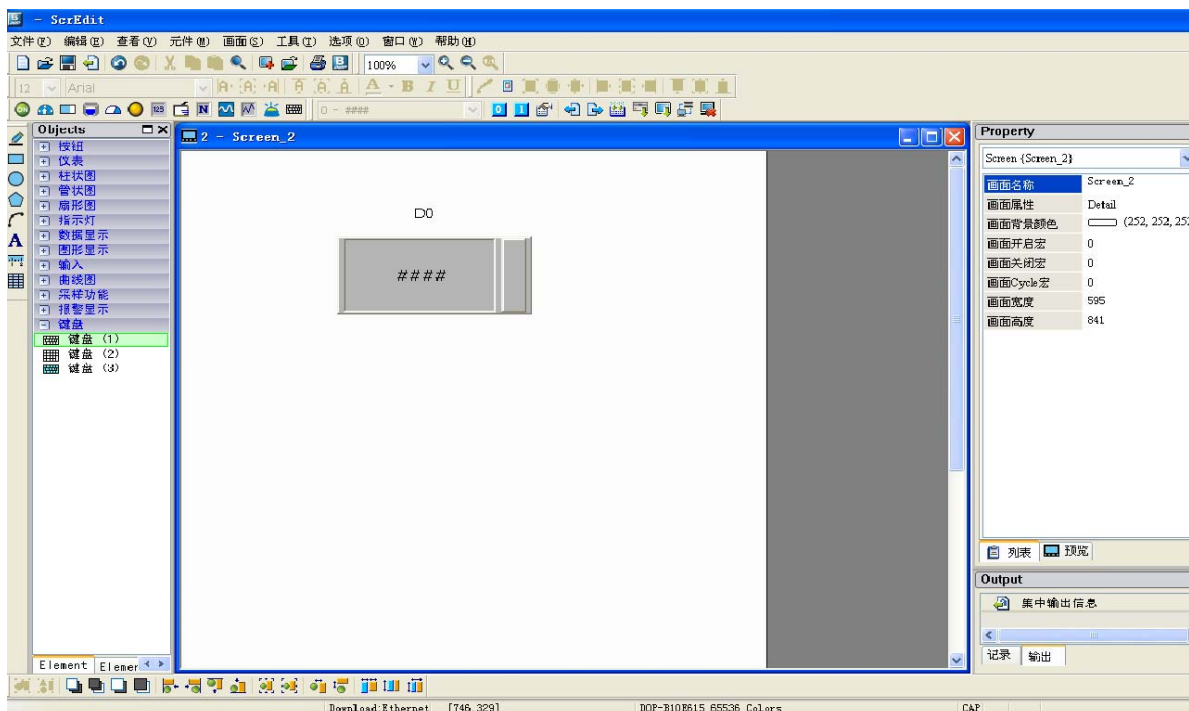 - ScrEdit
文件(F) 编辑(E) 查看(V) 元件(M) 画面(S) 工具(T) 选项(O) 窗口(W) 帮助(H)
100%
12 Arial
0 - ####
Objects
按钮
仪表
柱状图
管状图
扇形图
指示灯
数据显示
图形显示
输入
曲线图
采样功能
报警显示
键盘
键盘 (1)
键盘 (2)
键盘 (3)
Element Elemer
2 - Screen_2
D0
####
Property
Screen {Screen_2}
画面名称 Screen_2
画面属性 Detail
画面背景颜色 (252, 252, 252
画面开启宏 0
画面关闭宏 0
画面Cycle宏 0
画面宽度 595
画面高度 841
列表 预览
Output
集中输出信息
记录 输出
Download:Ethernet [746, 329] DOP-B10E615 65536 Colors CAP